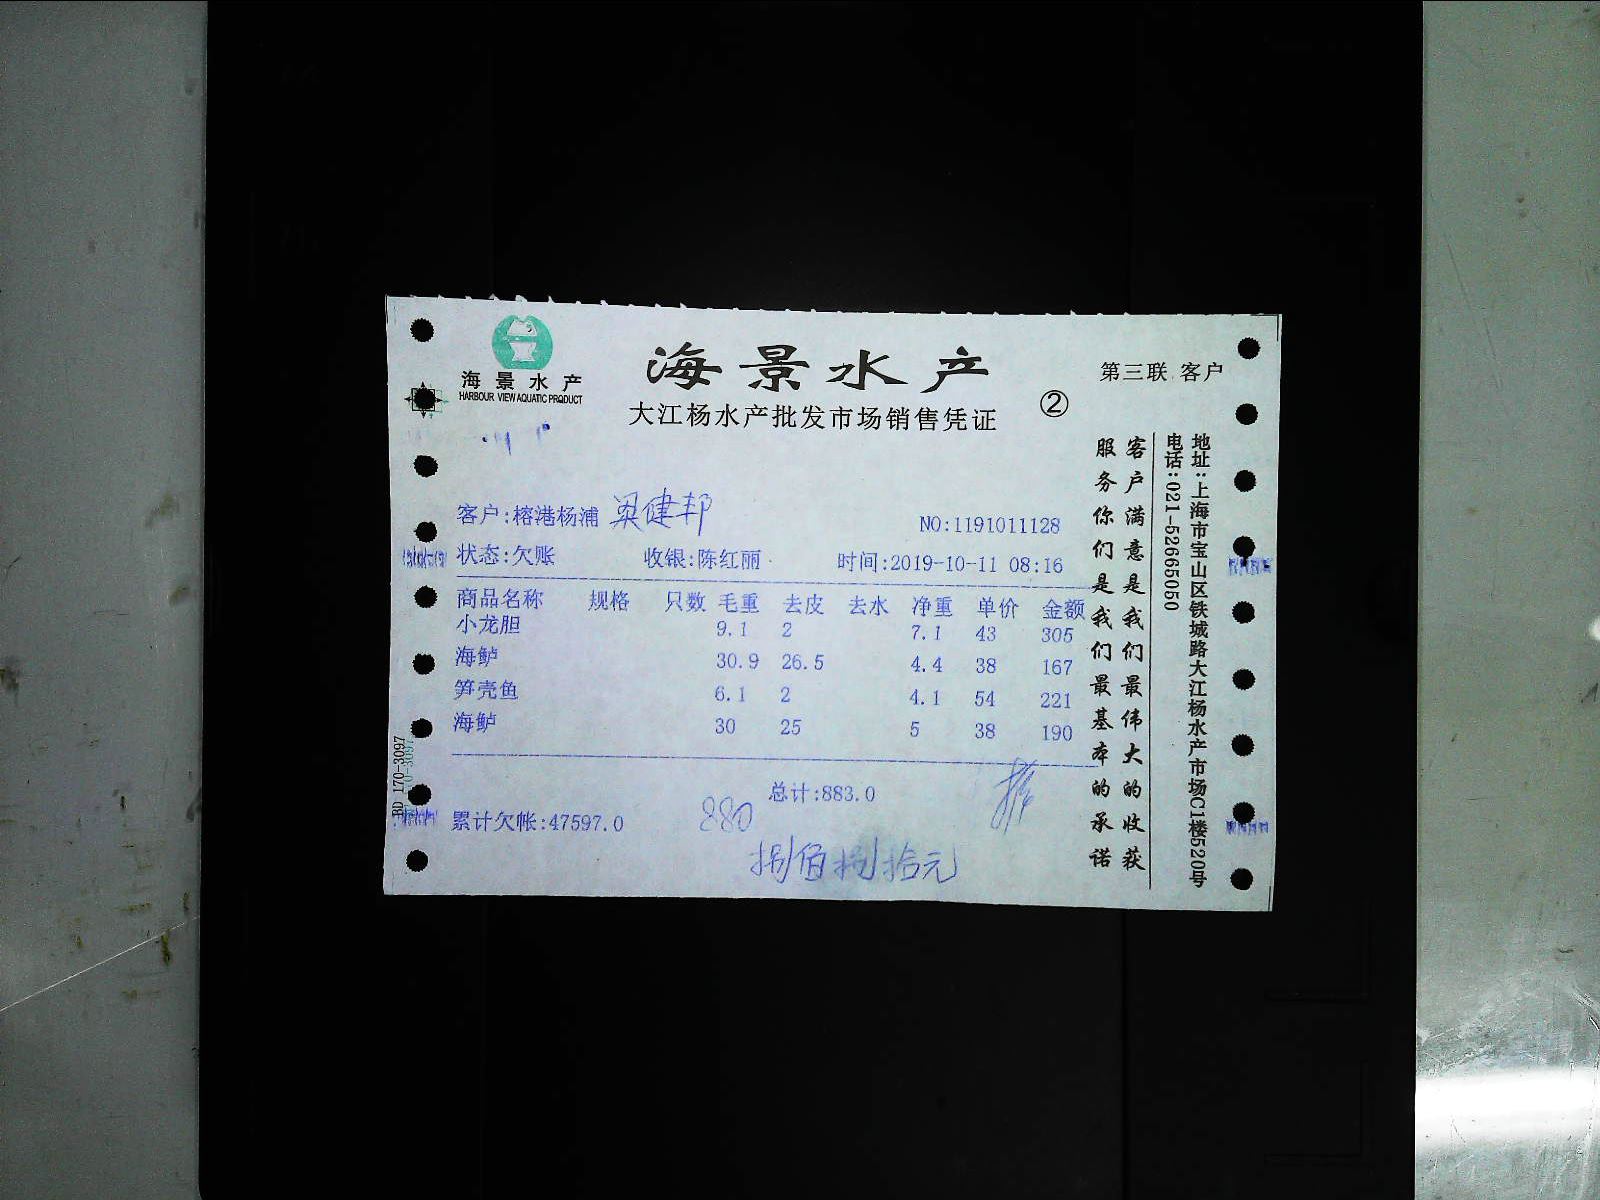 海景水产
HARBOUR VIEW AQUATIC PRODUCT
海景水产
大江杨水产批发市场销售凭证
②
第三联 客户
客户:榕港杨浦 梁健邦
NO:1191011128
状态:欠账 收银:陈红丽 时间:2019-10-11 08:16
商品名称 规格 只数 毛重 去皮 去水 净重 单价 金额
小龙胆 9.1 2 7.1 43 305
海鲈 30.9 26.5 4.4 38 167
笋壳鱼 6.1 2 4.1 54 221
海鲈 30 25 5 38 190
总计:883.0
累计欠帐:47597.0
880
捌佰捌拾元
客户满意是我们最伟大的收获
服务你们是我们最基本的承诺
地址:上海市宝山区铁城路大江杨水产市场C1楼520号
电话:021-52665050
BD 170-3097